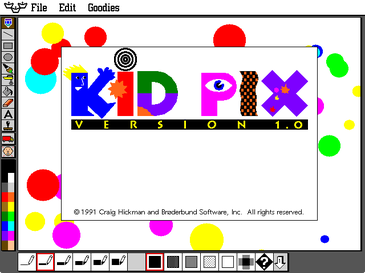 File Edit Goodies
KID PIX
VERSION 1.0
© 1991 Craig Hickman and Brøderbund Software, Inc. All rights reserved.
A
?